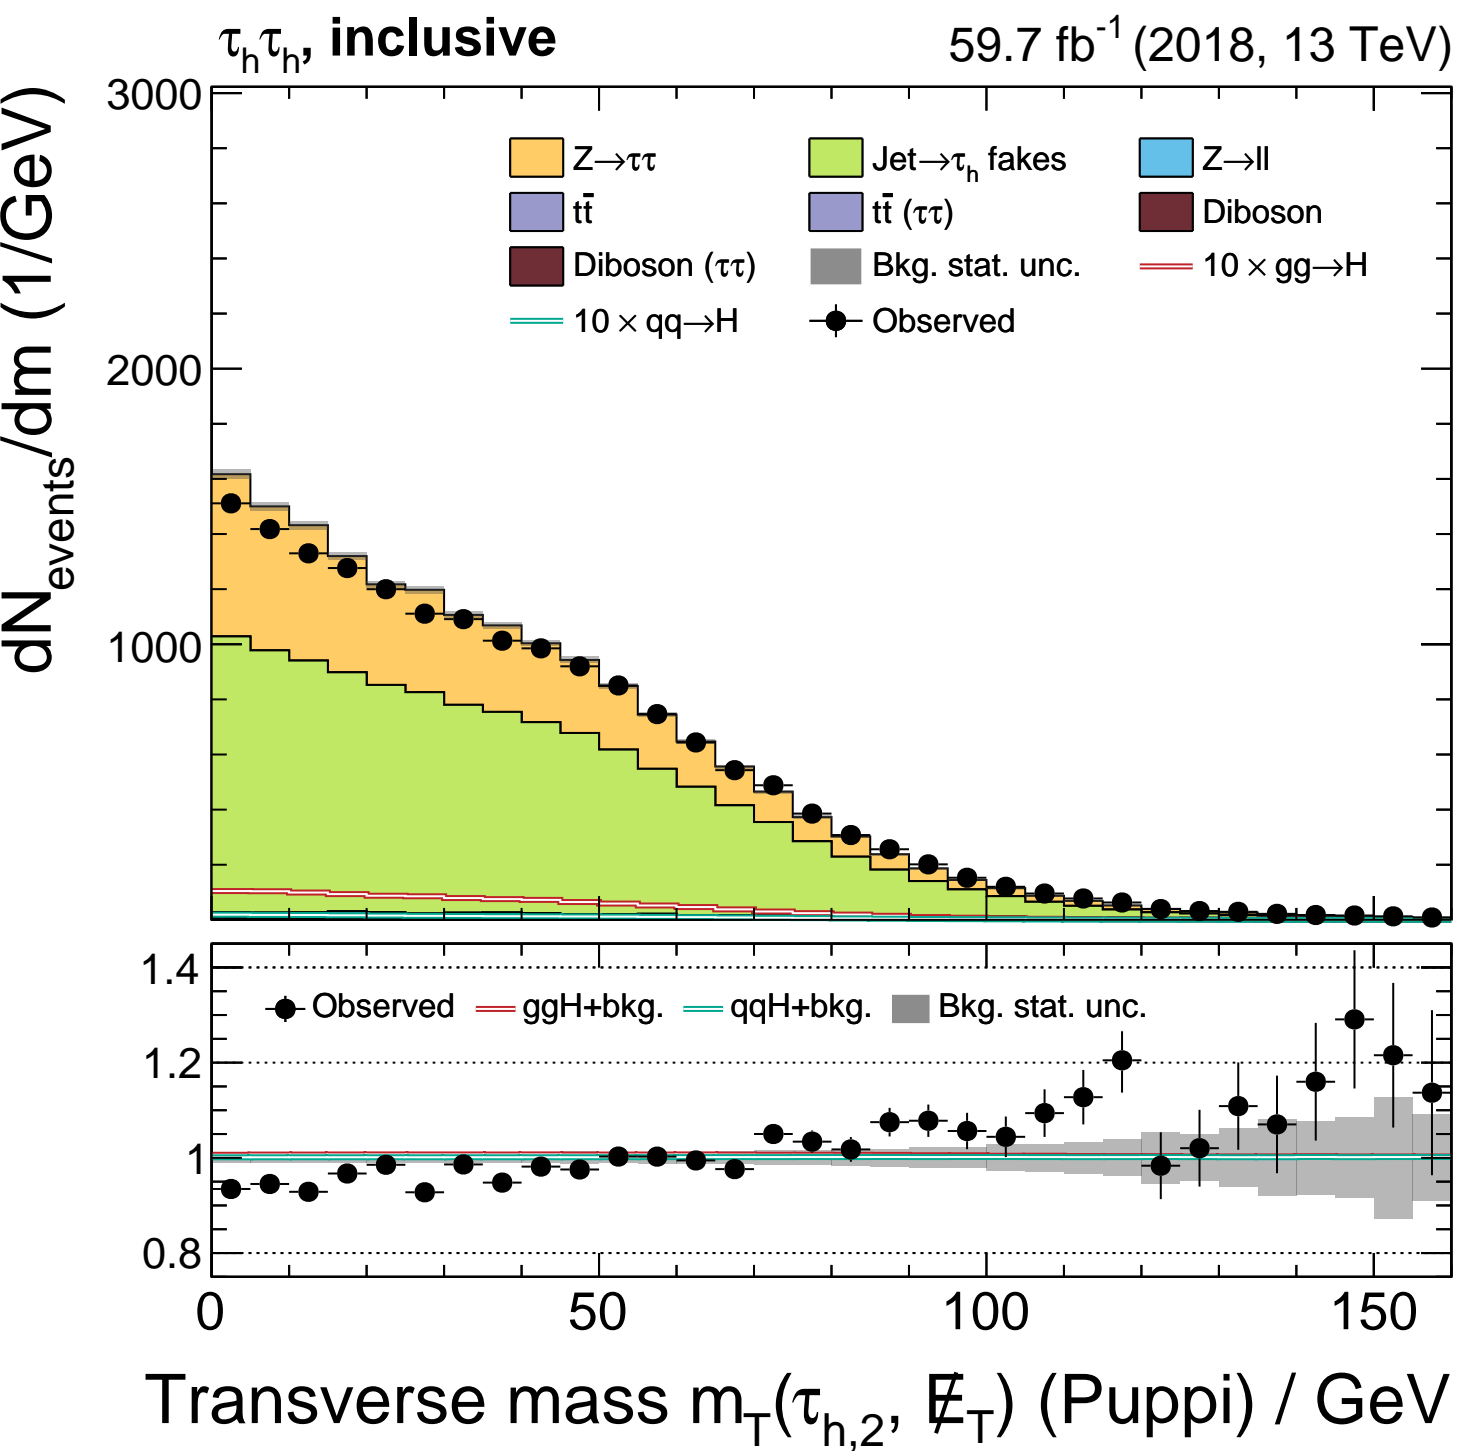 τhτh, inclusive 59.7 fb-1 (2018, 13 TeV)
dNevents/dm (1/GeV)
3000
2000
1000
Z→ττ Jet→τh fakes Z→ll
tt̄ tt̄ (ττ) Diboson
Diboson (ττ) Bkg. stat. unc. 10 × gg→H
10 × qq→H Observed
1.4
1.2
1
0.8
Observed ggH+bkg. qqH+bkg. Bkg. stat. unc.
0 50 100 150
Transverse mass mT(τh,2, E̸T) (Puppi) / GeV